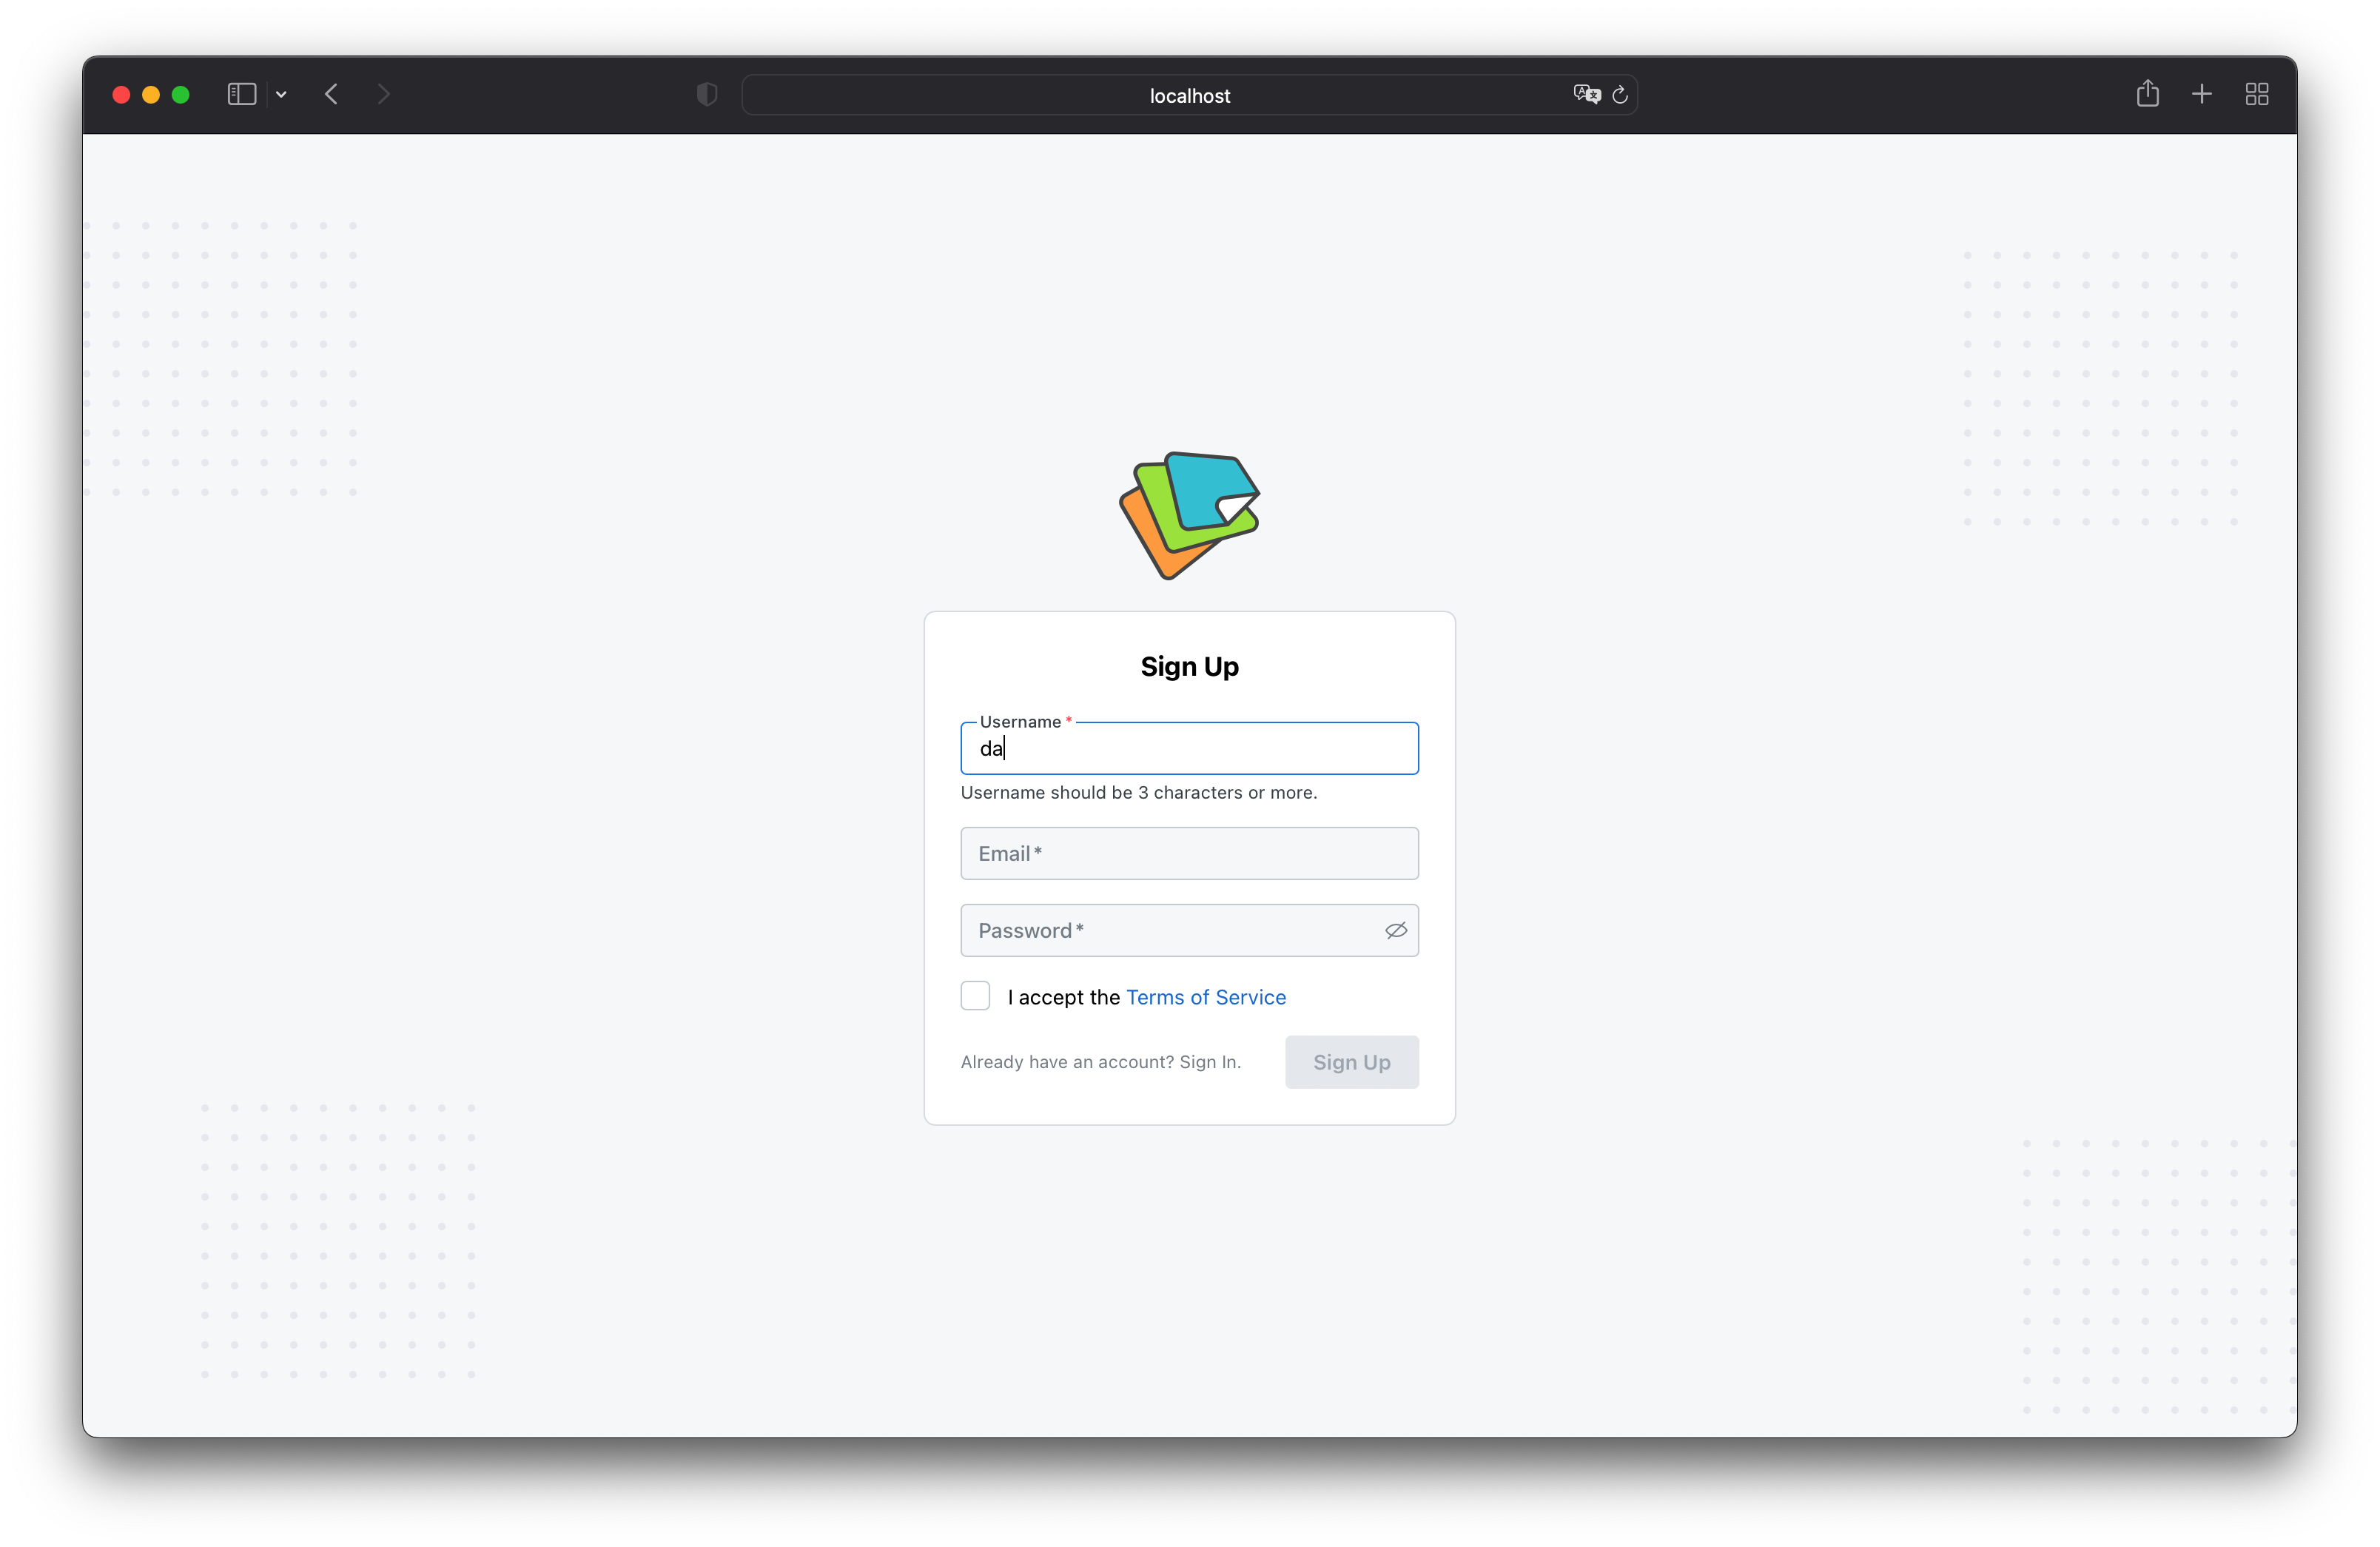 localhost
Sign Up
Username *
da
Username should be 3 characters or more.
Email*
Password*
I accept the Terms of Service
Already have an account? Sign In.
Sign Up